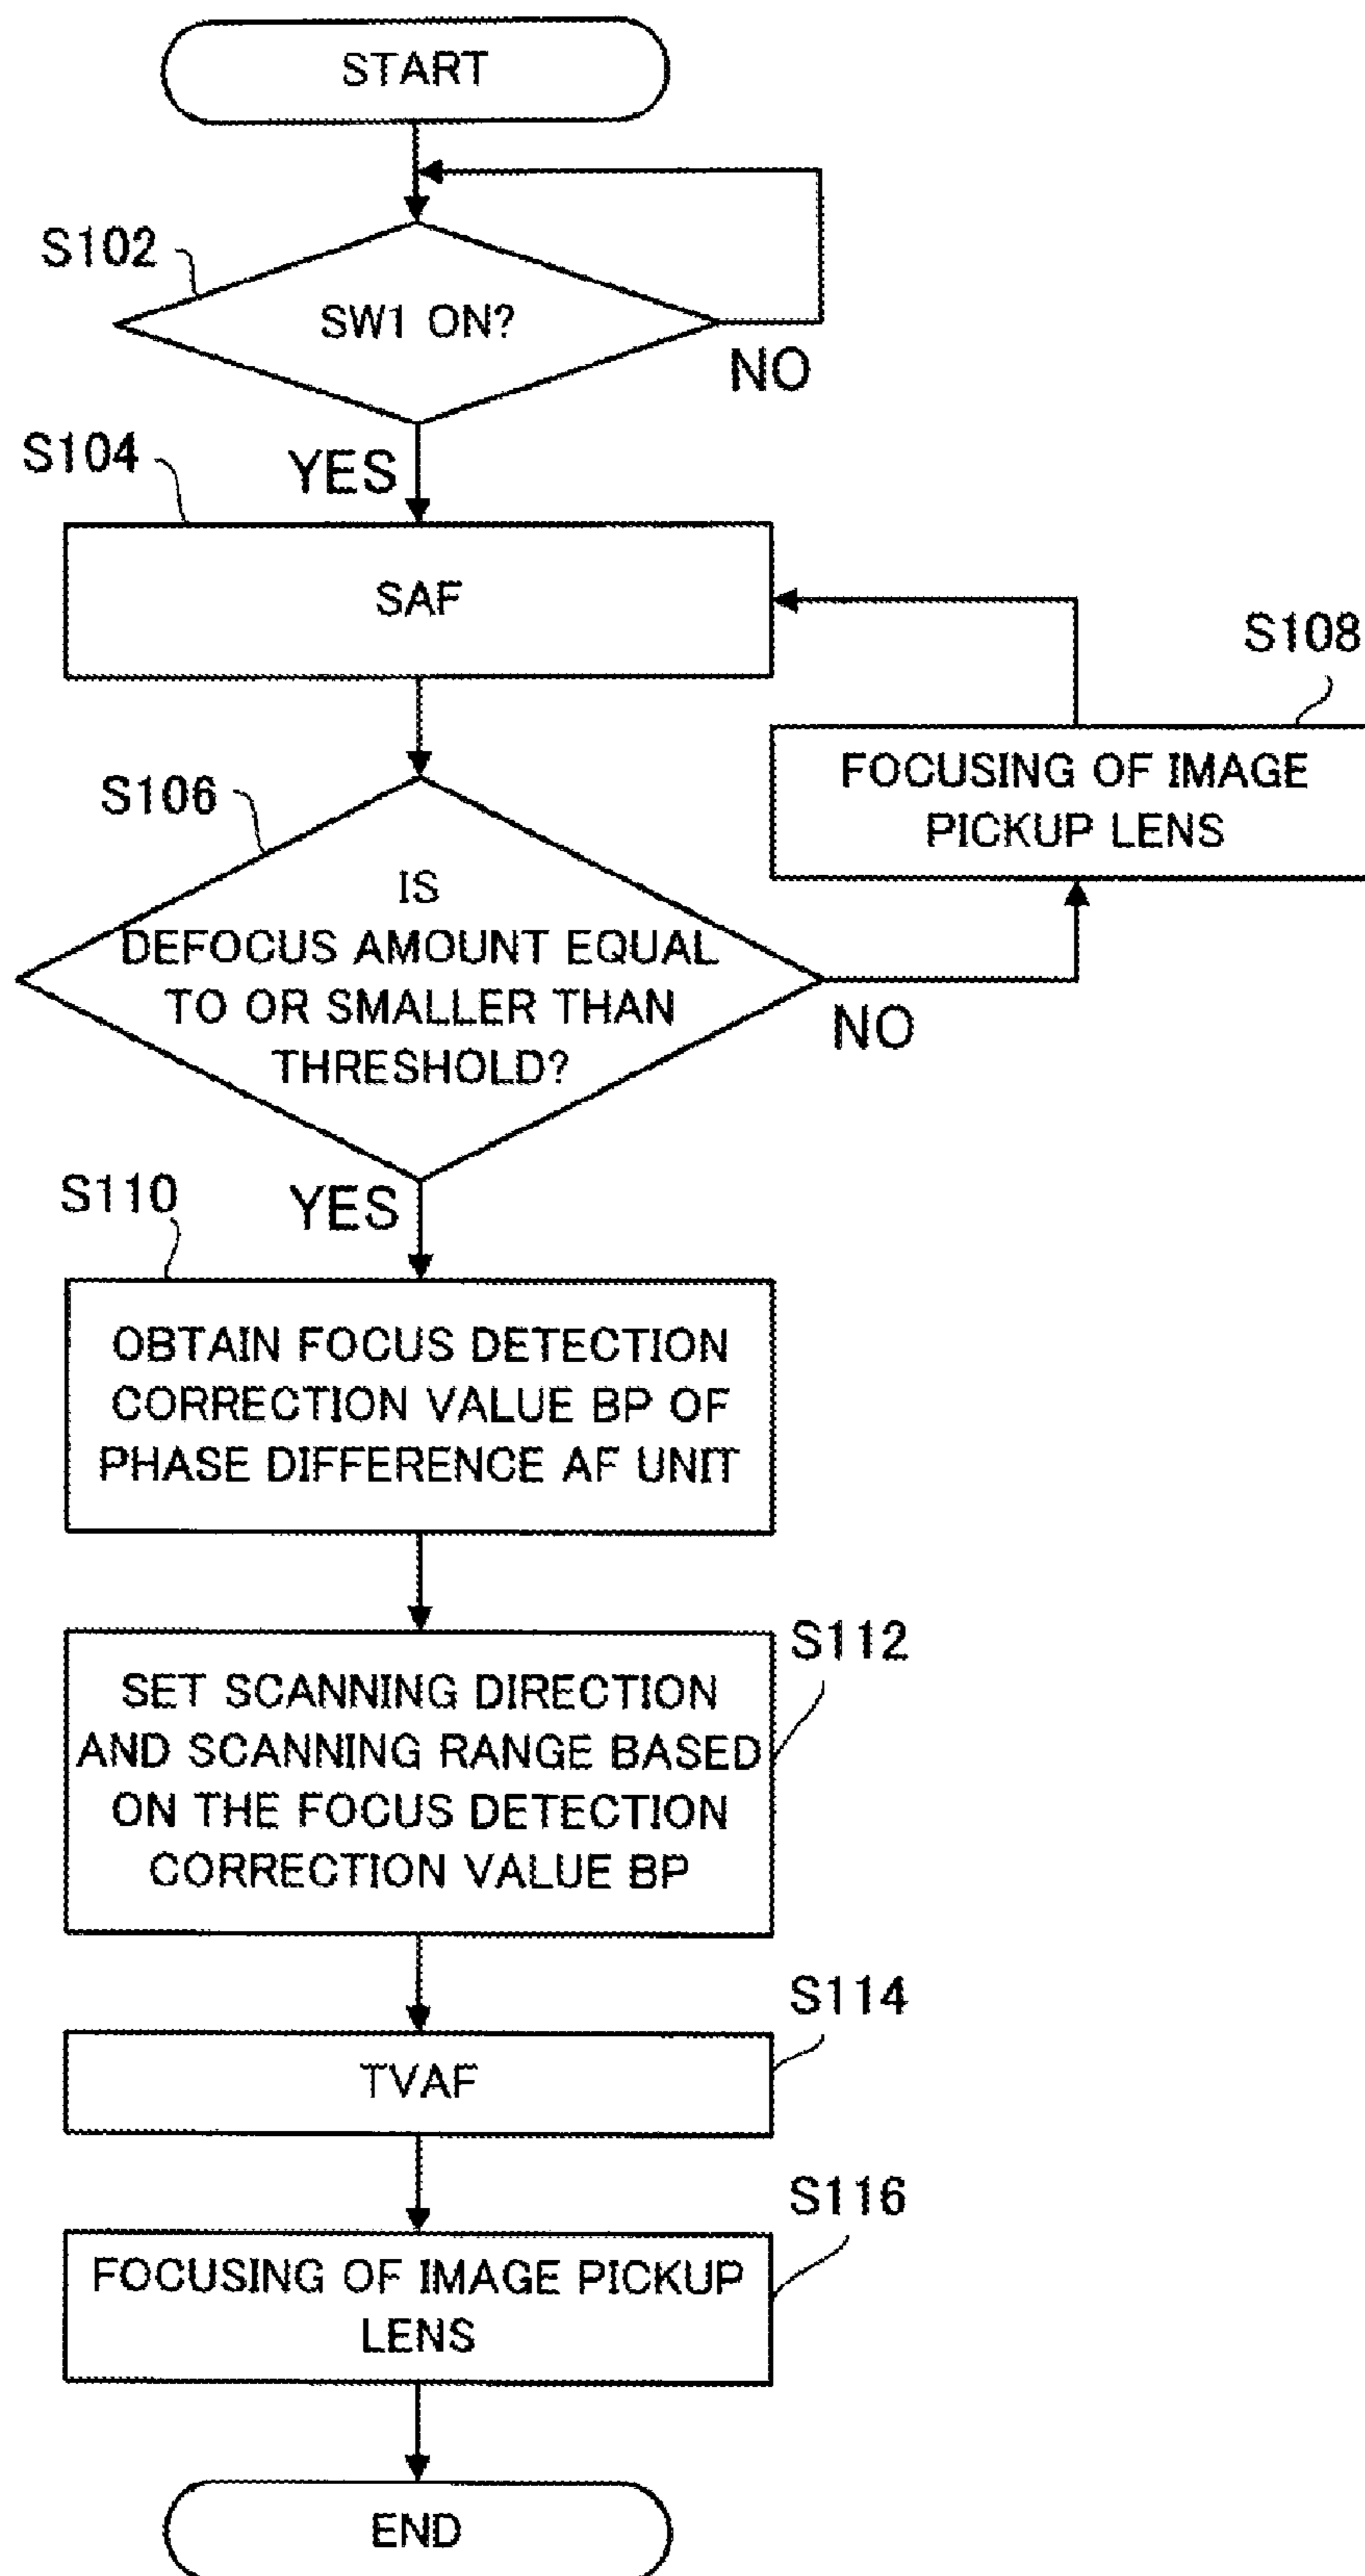 START
S102
SW1 ON?
NO
S104
YES
SAF
S108
FOCUSING OF IMAGE
PICKUP LENS
S106
IS
DEFOCUS AMOUNT EQUAL
TO OR SMALLER THAN
THRESHOLD?
NO
S110
YES
OBTAIN FOCUS DETECTION
CORRECTION VALUE BP OF
PHASE DIFFERENCE AF UNIT
S112
SET SCANNING DIRECTION
AND SCANNING RANGE BASED
ON THE FOCUS DETECTION
CORRECTION VALUE BP
S114
TVAF
S116
FOCUSING OF IMAGE PICKUP
LENS
END